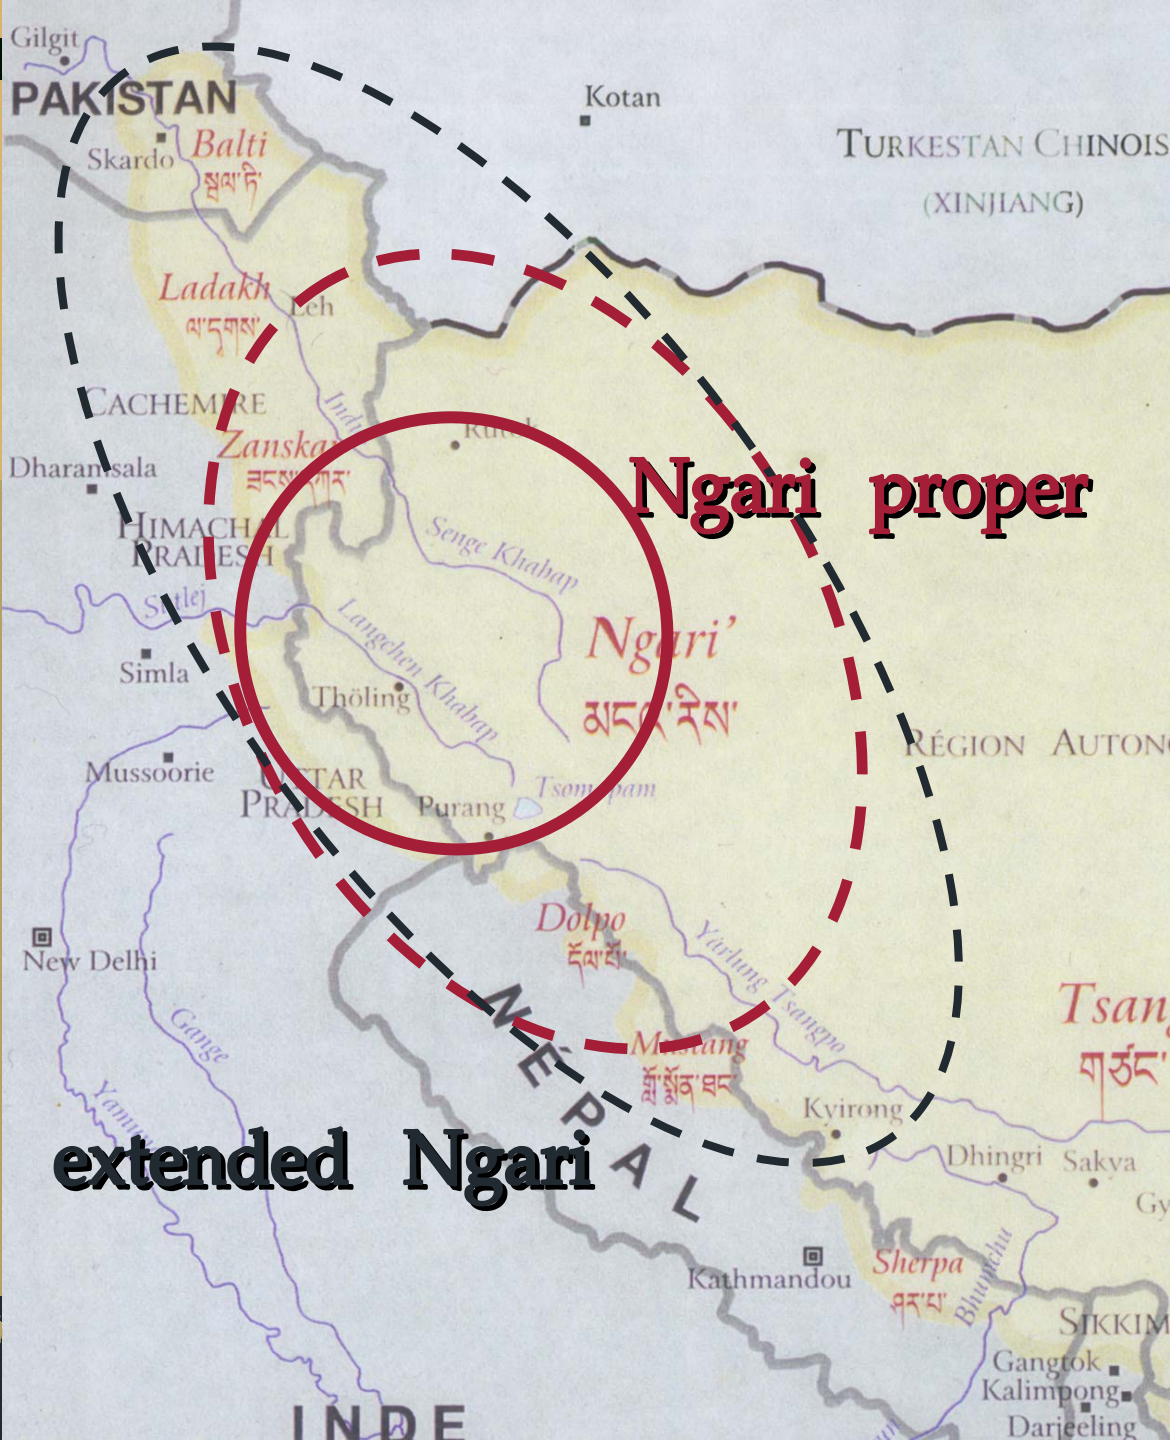 Gilgit
PAKISTAN
Kotan
TURKESTAN CHINOIS
(XINJIANG)
Skardo
Balti
སྦལ་ཏི་
Ladakh
ལ་དྭགས་
Leh
CACHEMIRE
Indus
Rutok
Zanskar
ཟངས་དཀར་
Dharamsala
Ngari proper
HIMACHAL
PRADESH
Senge Khabap
Sutlej
Langchen Khabap
Ngari’
མངའ་རིས་
Simla
Thöling
RÉGION AUTON
Mussoorie
UTTAR
PRADESH
Purang
Tsomapam
Dolpo
དོལ་པོ་
Yarlung Tsangpo
New Delhi
Gange
Tsang
གཙང་
NÉPAL
Mustang
གློ་སྨོན་ཐང་
Yamuna
Kyirong
extended Ngari
Dhingri
Sakya
Gy
Kathmandou
Sherpa
ཤར་པ་
Bhumchu
SIKKIM
Gangtok
Kalimpong
Darjeeling
INDE